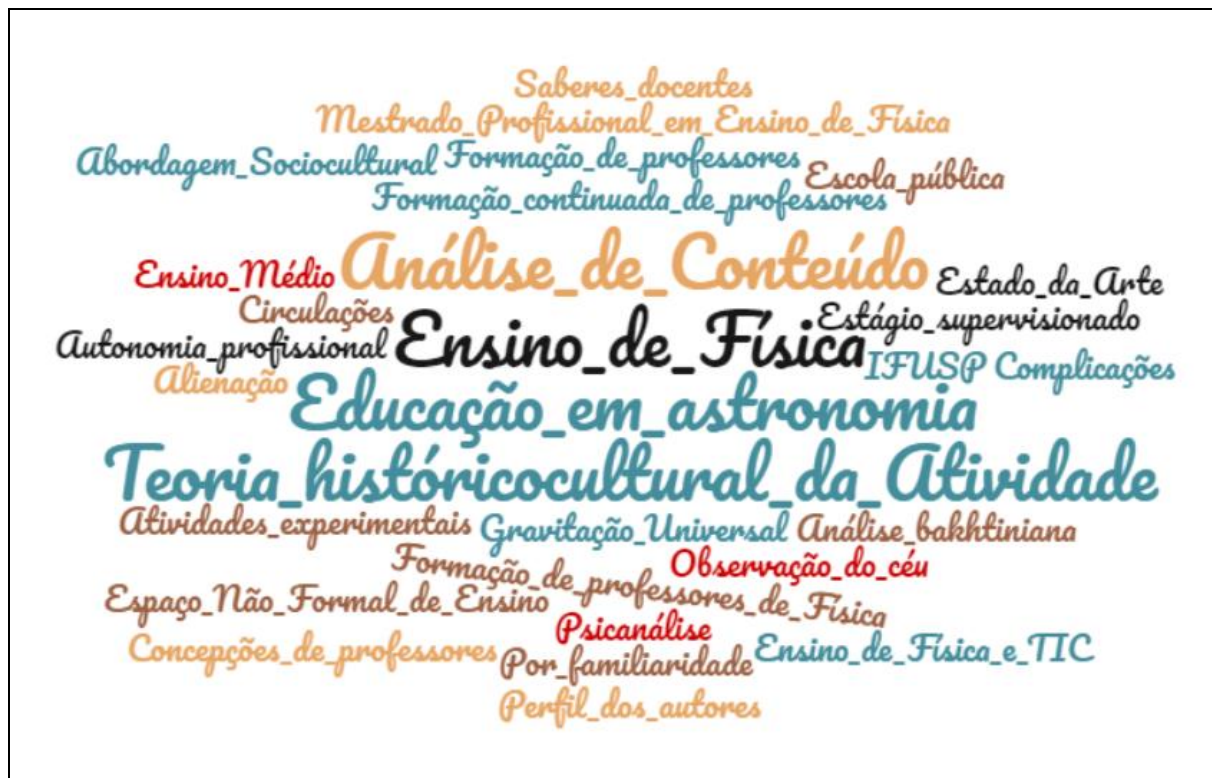 Saberes_docentes
Mestrado_Profissional_em_Ensino_de_Física
Abordagem_Sociocultural
Formação_de_professores
Escola_pública
Formação_continuada_de_professores
Ensino_Médio
Análise_de_Conteúdo
Estado_da_Arte
Circulações
Estágio_supervisionado
Autonomia_profissional
Ensino_de_Física
IFUSP
Complicações
Alienação
Educação_em_astronomia
Teoria_históricocultural_da_Atividade
Atividades_experimentais
Gravitação_Universal
Análise_bakhtiniana
Formação_de_professores_de_Física
Observação_do_céu
Espaço_Não_Formal_de_Ensino
Psicanálise
Concepções_de_professores
Por_familiaridade
Ensino_de_Física_e_TIC
Perfil_dos_autores